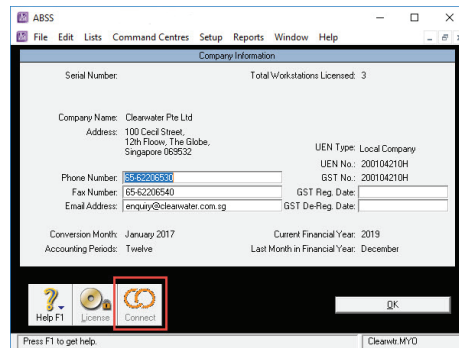 ABSS
File Edit Lists Command Centres Setup Reports Window Help
Company Information
Serial Number: Total Workstations Licensed: 3
Company Name: Clearwater Pte Ltd
Address: 100 Cecil Street,
12th Floow, The Globe,
Singapore 069532
UEN Type: Local Company
UEN No.: 200104210H
Phone Number: 65-62206530 GST No.: 200104210H
Fax Number: 65-62206540 GST Reg. Date:
Email Address: enquiry@clearwater.com.sg GST De-Reg. Date:
Conversion Month: January 2017 Current Financial Year: 2019
Accounting Periods: Twelve Last Month in Financial Year: December
Help F1 License Connect OK
Press F1 to get help. Clearwtr.MYO